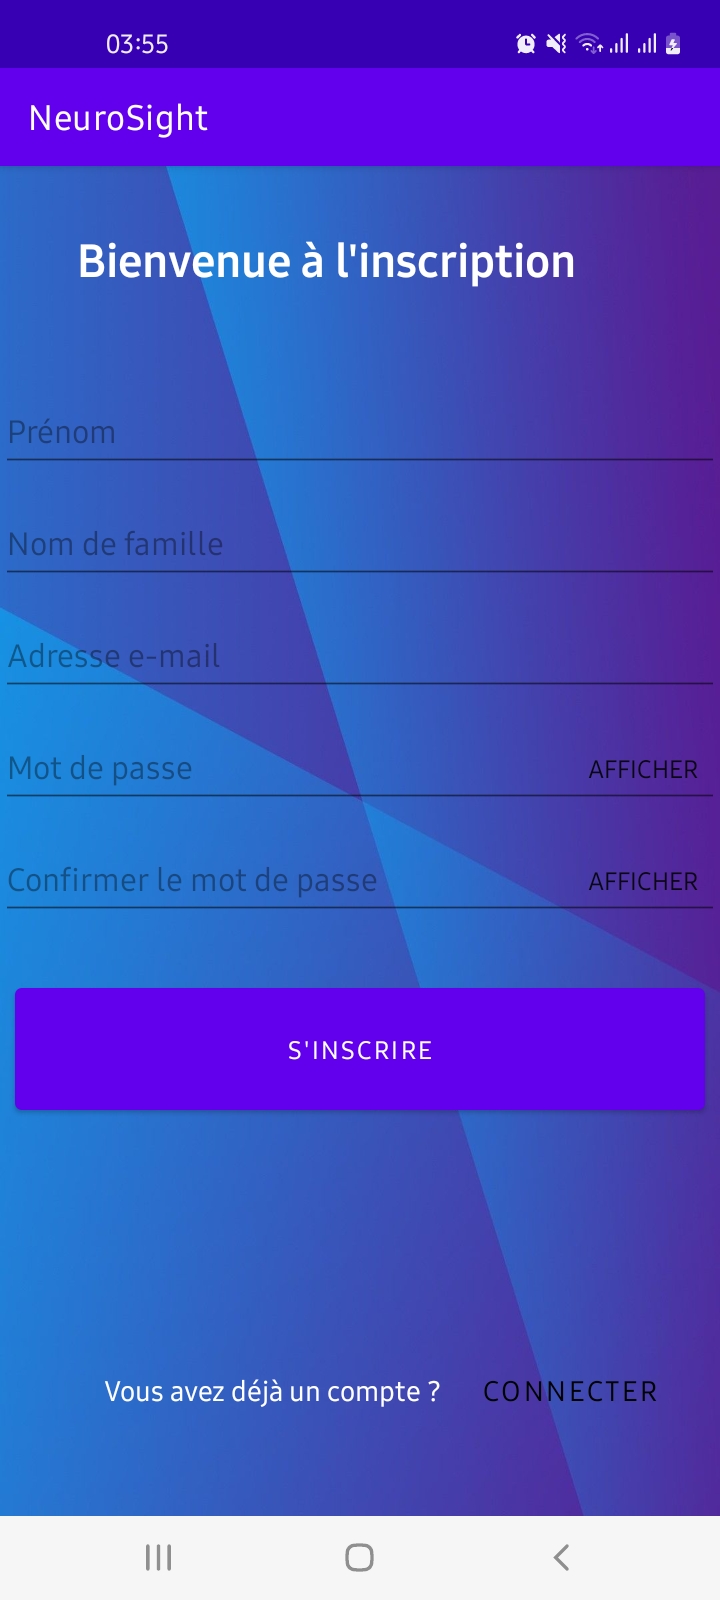 03:55
NeuroSight
Bienvenue à l'inscription
Prénom
Nom de famille
Adresse e-mail
Mot de passe AFFICHER
Confirmer le mot de passe AFFICHER
S'INSCRIRE
Vous avez déjà un compte ? CONNECTER